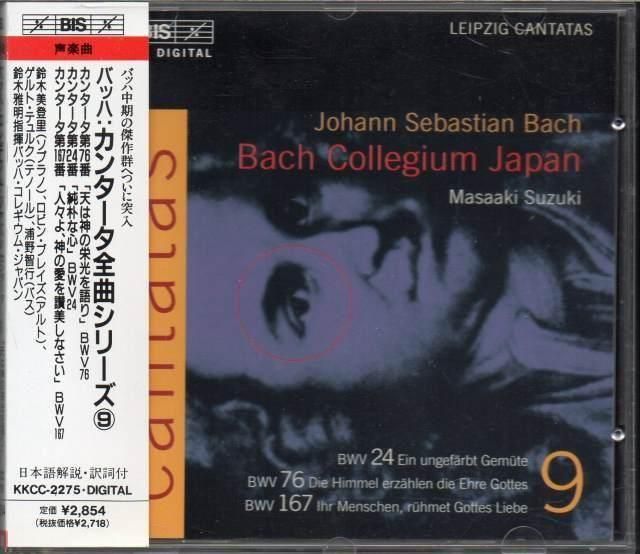 BIS
声楽曲
バッハ中期の傑作群へついに突入
バッハ:カンタータ全曲シリーズ⑨
カンタータ第76番「天は神の栄光を語り」BWV76
カンタータ第24番「純朴な心」BWV24
カンタータ第167番「人々よ、神の愛を讃美しなさい」BWV167
鈴木美登里(ソプラノ)、ロビン・ブレイズ(アルト)、
ゲルト・テュルク(テノール)、浦野智行(バス)
鈴木雅明指揮バッハ・コレギウム・ジャパン
日本語解説・訳詞付
KKCC-2275・DIGITAL
定価 ¥2,854
(税抜価格¥2,718)
BIS
DIGITAL
LEIPZIG CANTATAS
Johann Sebastian Bach
Bach Collegium Japan
Masaaki Suzuki
cantatas
BWV 24 Ein ungefärbt Gemüte
BWV 76 Die Himmel erzählen die Ehre Gottes
BWV 167 Ihr Menschen, rühmet Gottes Liebe
9